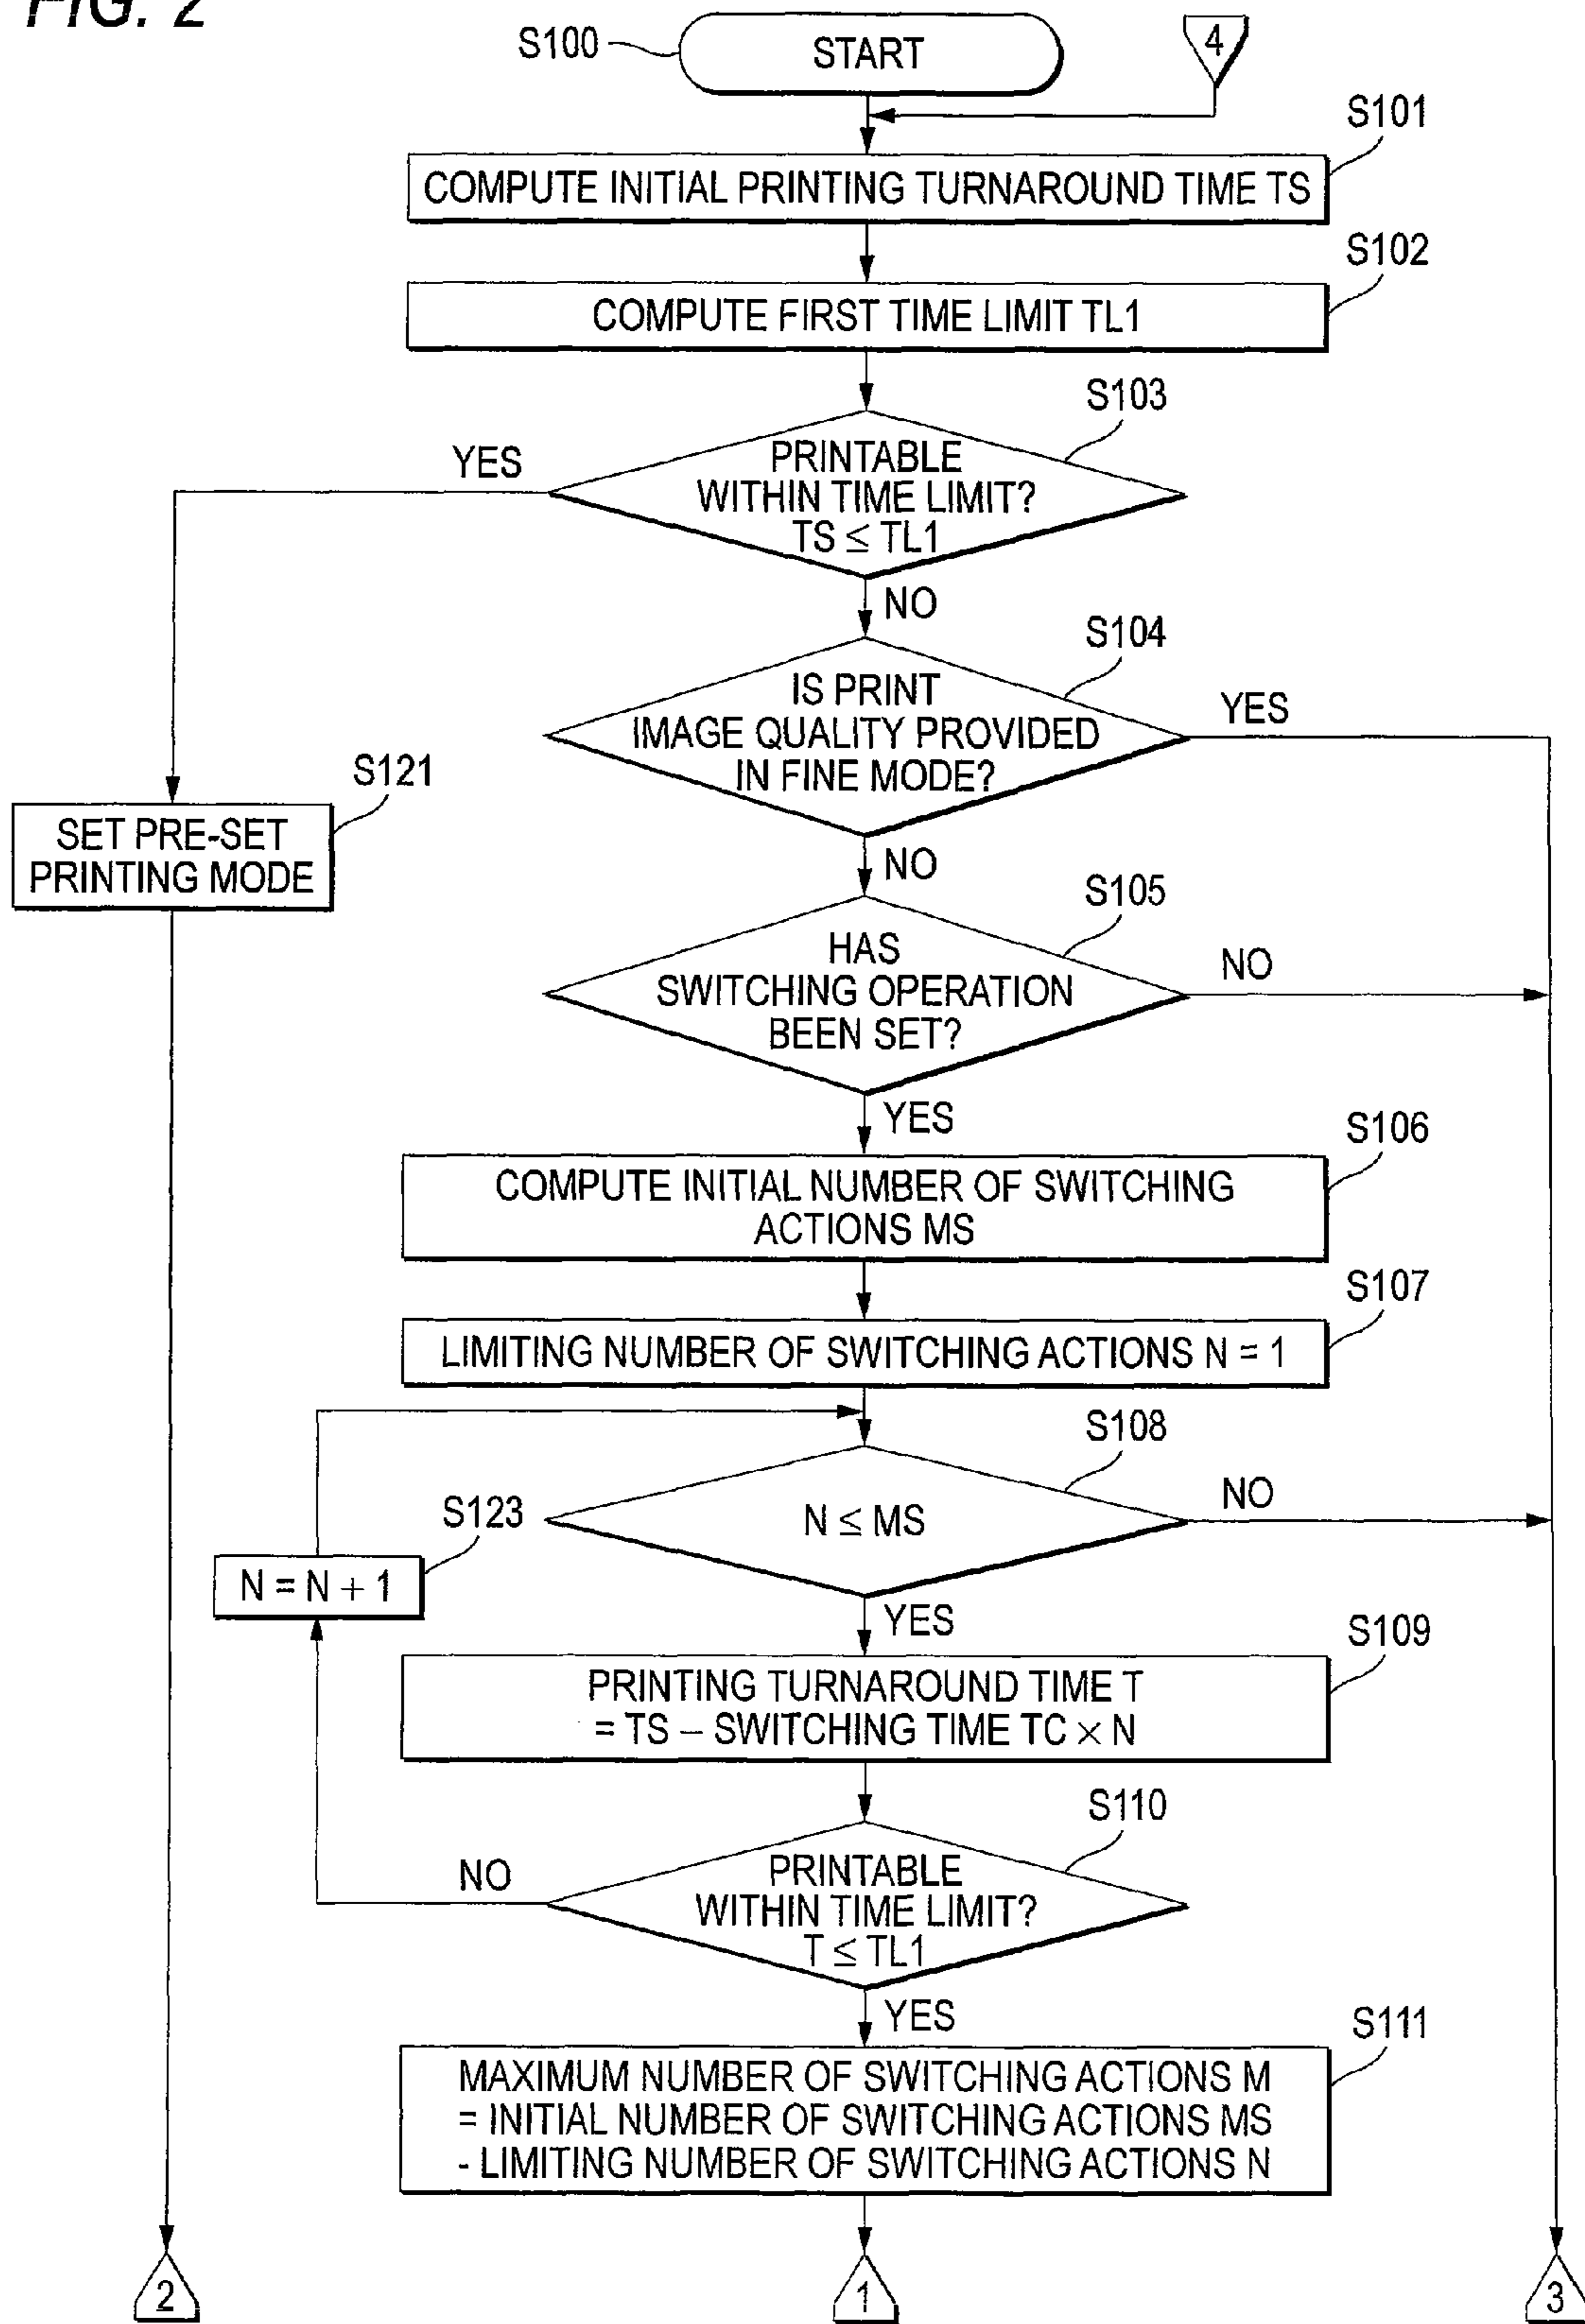 FIG. 2
S100
START
4
S101
COMPUTE INITIAL PRINTING TURNAROUND TIME TS
S102
COMPUTE FIRST TIME LIMIT TL1
S103
YES
PRINTABLE
WITHIN TIME LIMIT?
TS ≤ TL1
NO
S104
IS PRINT
IMAGE QUALITY PROVIDED
IN FINE MODE?
YES
S121
SET PRE-SET
PRINTING MODE
NO
S105
HAS
SWITCHING OPERATION
BEEN SET?
NO
YES
S106
COMPUTE INITIAL NUMBER OF SWITCHING
ACTIONS MS
S107
LIMITING NUMBER OF SWITCHING ACTIONS N = 1
S108
N ≤ MS
NO
S123
N = N + 1
YES
S109
PRINTING TURNAROUND TIME T
= TS – SWITCHING TIME TC × N
S110
NO
PRINTABLE
WITHIN TIME LIMIT?
T ≤ TL1
YES
S111
MAXIMUM NUMBER OF SWITCHING ACTIONS M
= INITIAL NUMBER OF SWITCHING ACTIONS MS
- LIMITING NUMBER OF SWITCHING ACTIONS N
2
1
3